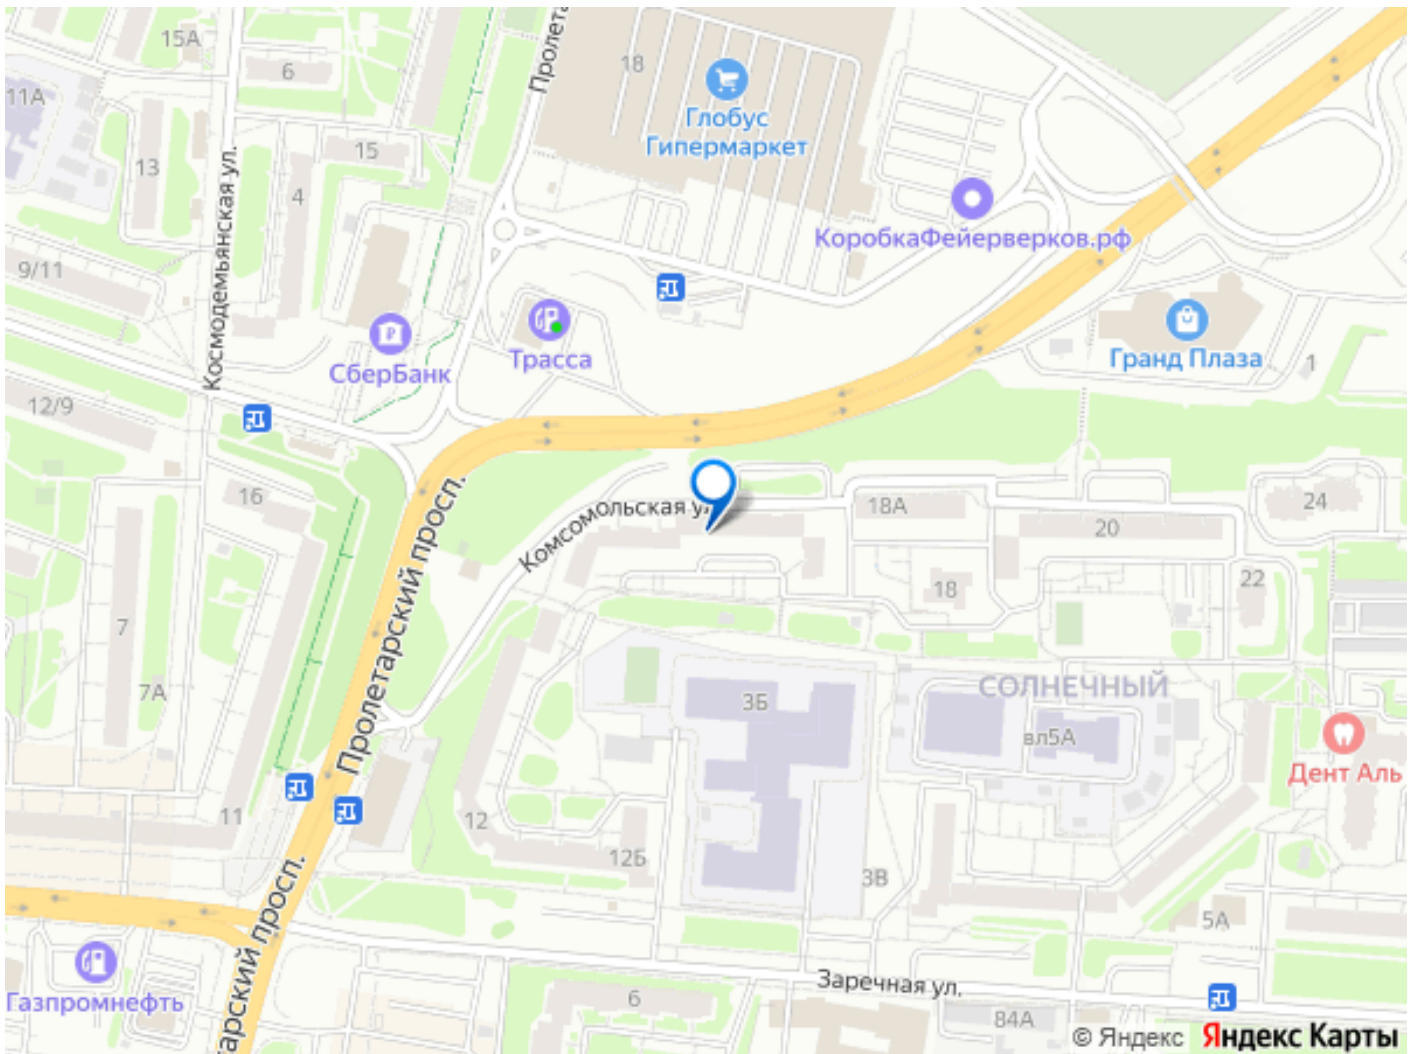 15А
6
18
Пролета
11А
Глобус
Гипермаркет
15
13
4
Космодемьянская ул.
КоробкаФейерверков.рф
9/11
СберБанк
Трасса
Гранд Плаза
1
12/9
16
Пролетарский просп.
Комсомольская ул
18А
24
20
22
18
7
7А
СОЛНЕЧНЫЙ
3Б
вл5А
Дент Аль
11
12
12Б
3В
5А
тарский просп.
Газпромнефть
Заречная ул.
6
84А
© Яндекс Яндекс Карты